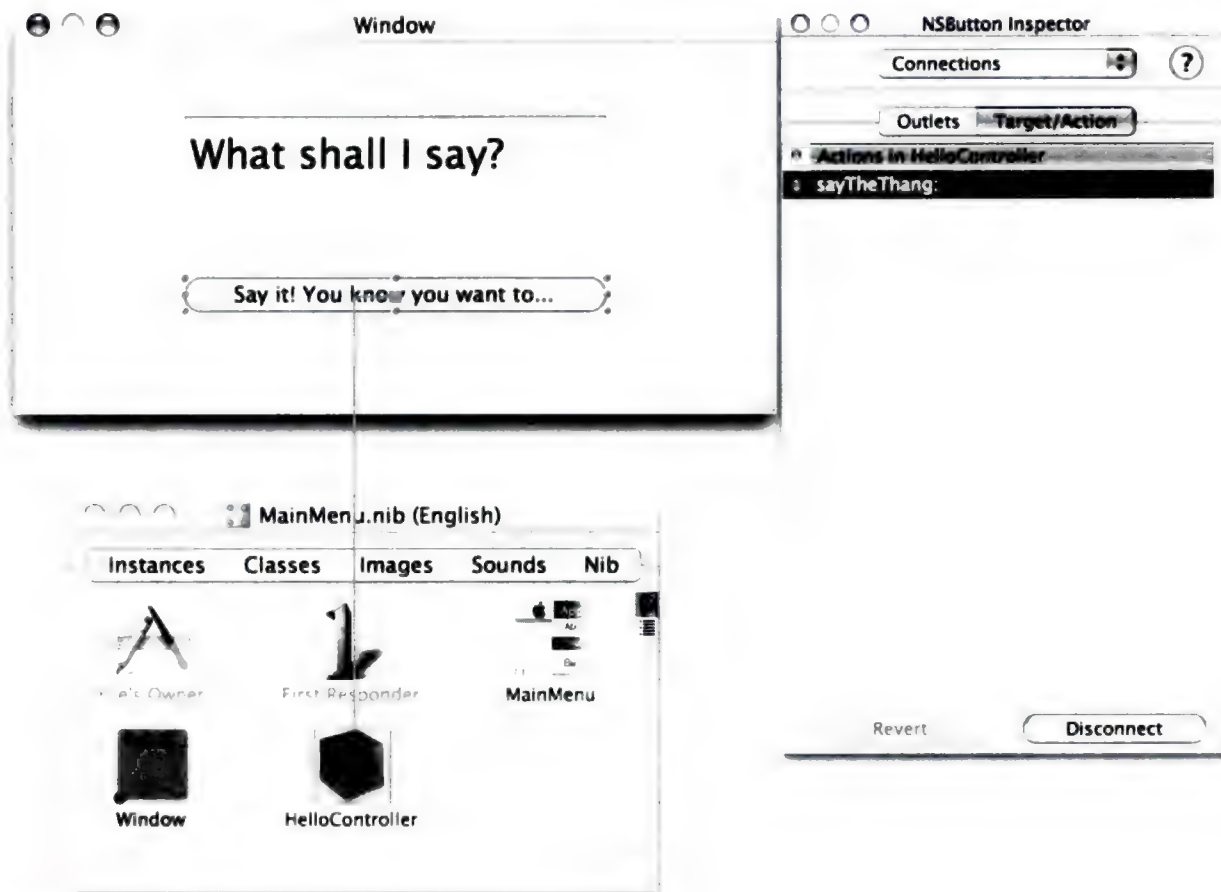 Window
What shall I say?
Say it! You know you want to...
NSButton Inspector
Connections
?
Outlets Target/Action
Actions in HelloController
sayTheThang:
Revert Disconnect
MainMenu.nib (English)
Instances Classes Images Sounds Nib
Owner First Responder MainMenu
Window HelloController